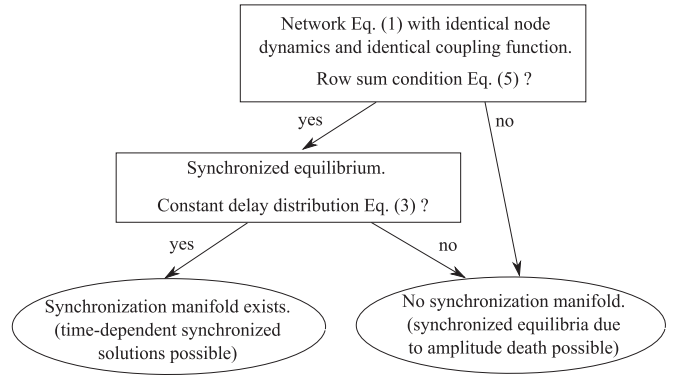 Network Eq. (1) with identical node
dynamics and identical coupling function.
Row sum condition Eq. (5) ?
yes
no
Synchronized equilibrium.
Constant delay distribution Eq. (3) ?
yes
no
Synchronization manifold exists.
(time-dependent synchronized
solutions possible)
No synchronization manifold.
(synchronized equilibria due
to amplitude death possible)